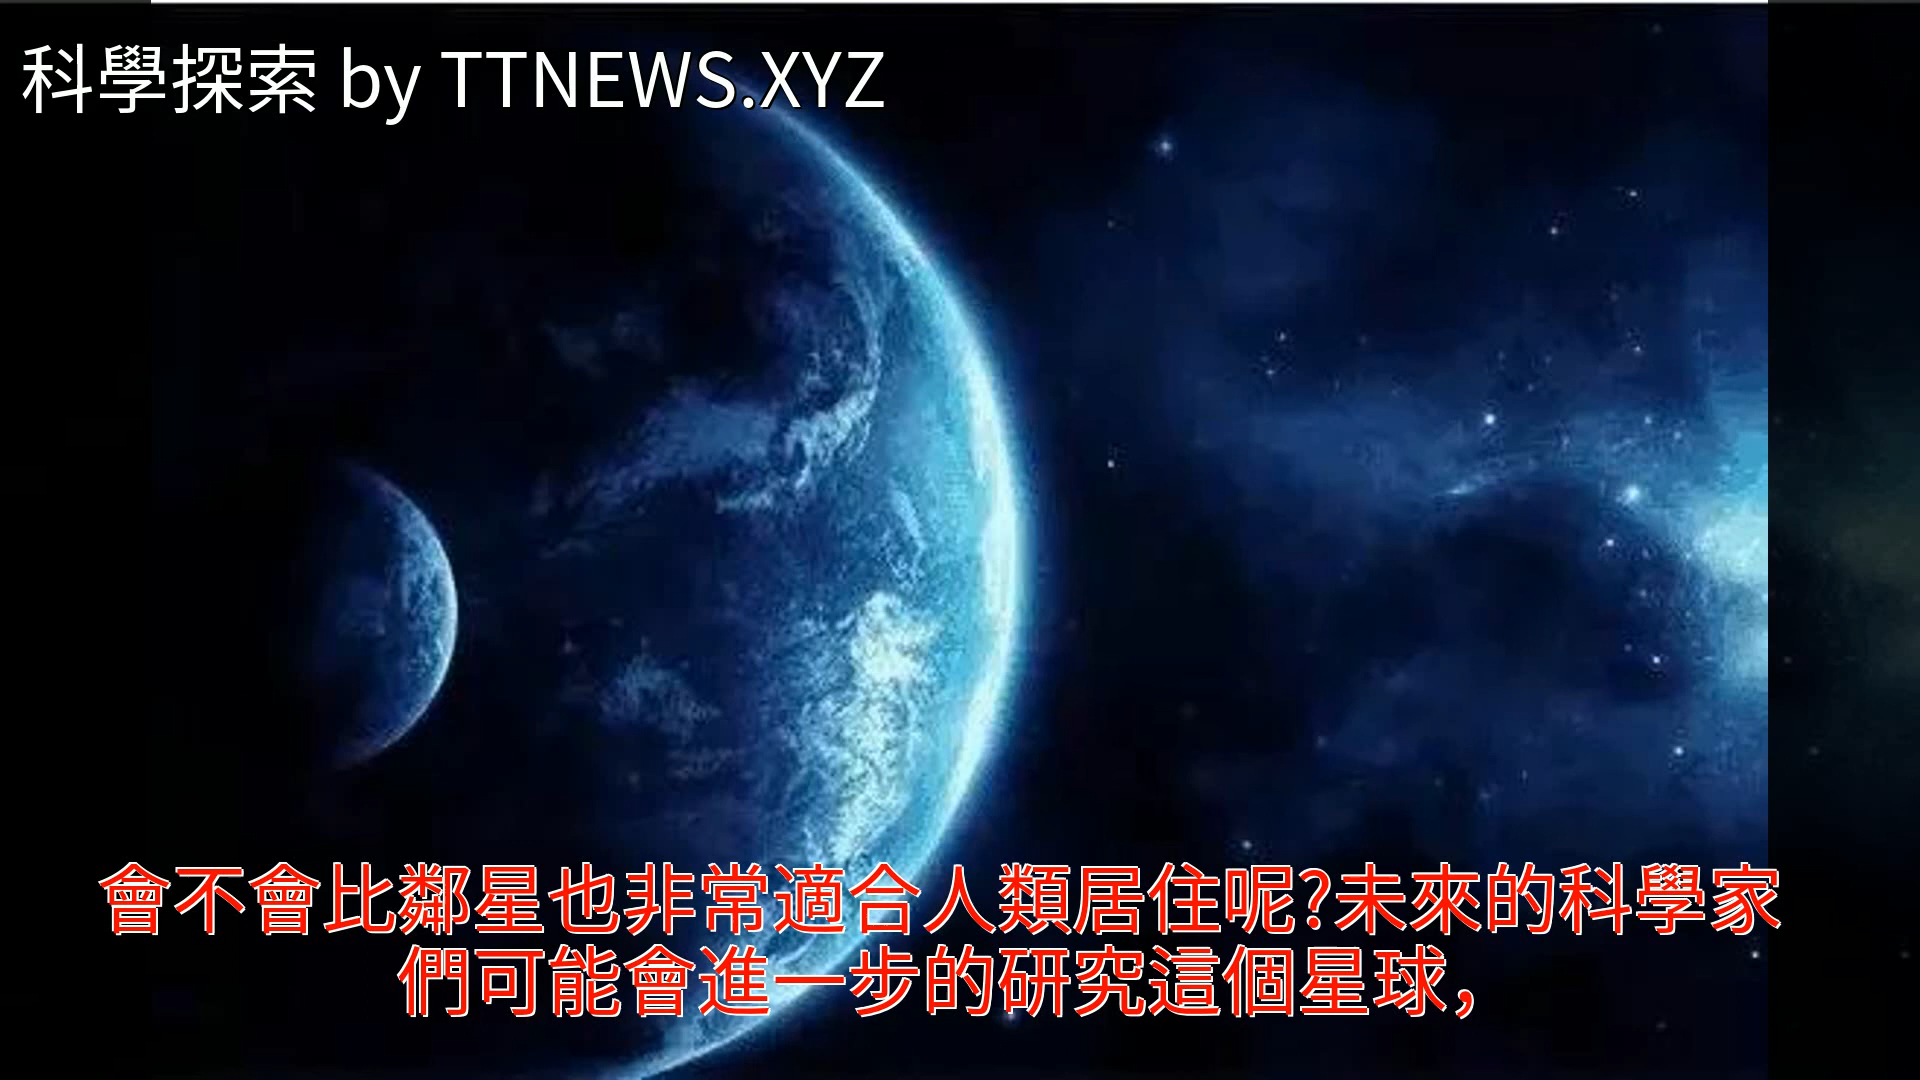 科學探索 by TTNEWS.XYZ
會不會比鄰星也非常適合人類居住呢?未來的科學家
們可能會進一步的研究這個星球，